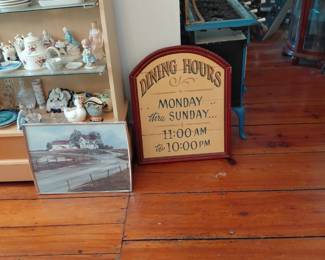 DINING HOURS
MONDAY
thru SUNDAY...
11:00 AM
to 10:00 PM